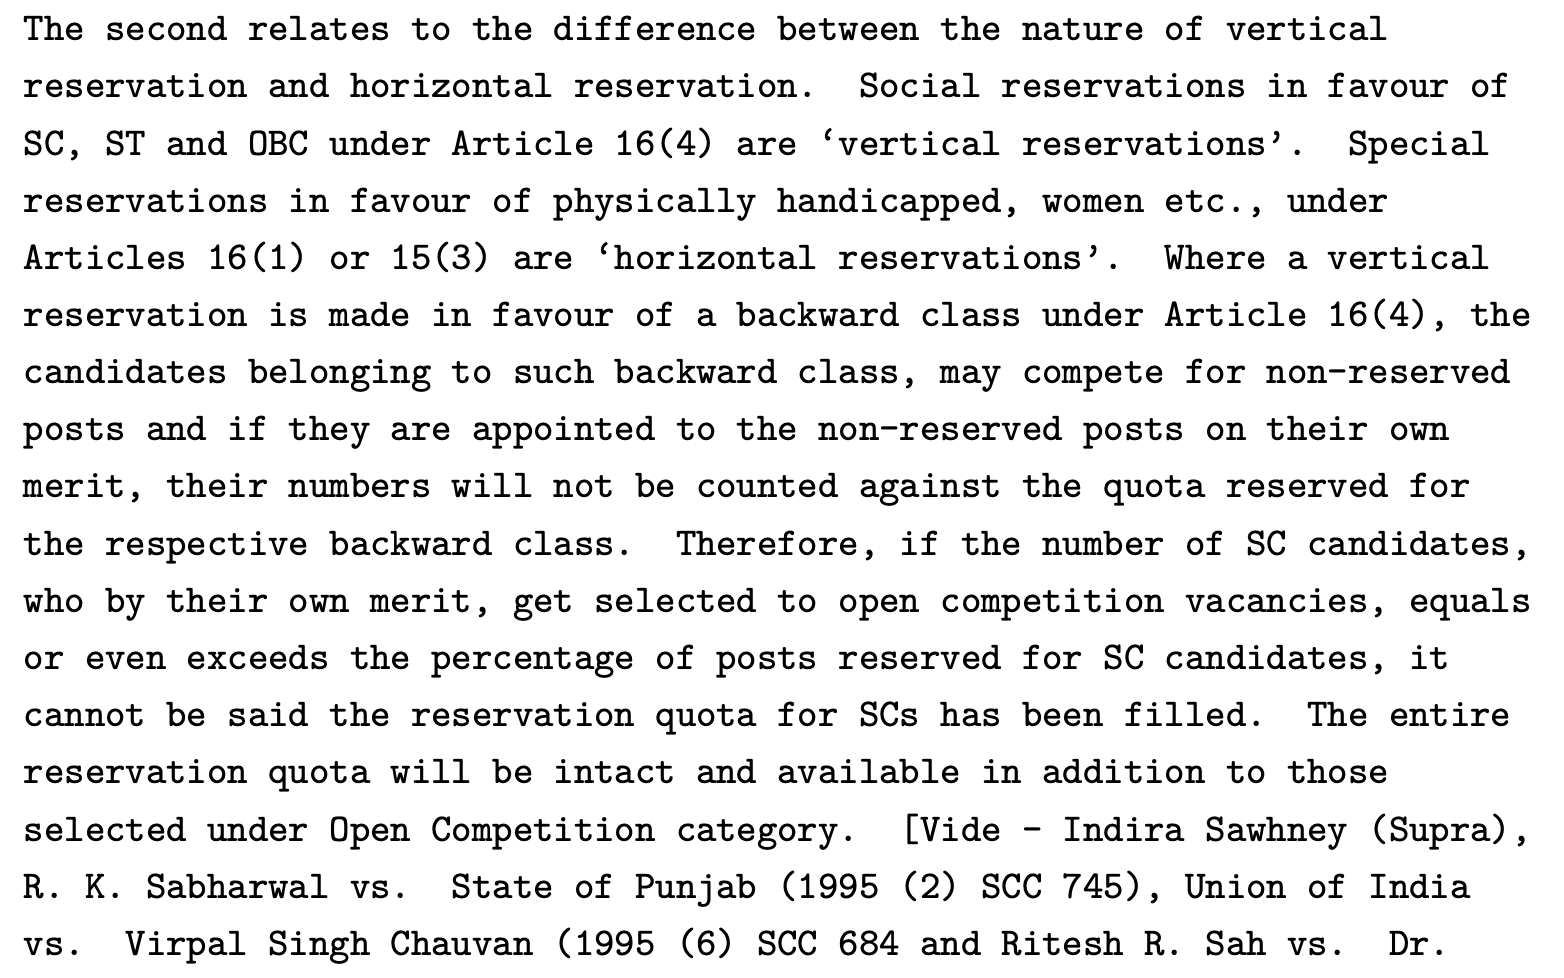 The second relates to the difference between the nature of vertical
reservation and horizontal reservation. Social reservations in favour of
SC, ST and OBC under Article 16(4) are ‘vertical reservations’. Special
reservations in favour of physically handicapped, women etc., under
Articles 16(1) or 15(3) are ‘horizontal reservations’. Where a vertical
reservation is made in favour of a backward class under Article 16(4), the
candidates belonging to such backward class, may compete for non-reserved
posts and if they are appointed to the non-reserved posts on their own
merit, their numbers will not be counted against the quota reserved for
the respective backward class. Therefore, if the number of SC candidates,
who by their own merit, get selected to open competition vacancies, equals
or even exceeds the percentage of posts reserved for SC candidates, it
cannot be said the reservation quota for SCs has been filled. The entire
reservation quota will be intact and available in addition to those
selected under Open Competition category. [Vide - Indira Sawhney (Supra),
R. K. Sabharwal vs. State of Punjab (1995 (2) SCC 745), Union of India
vs. Virpal Singh Chauvan (1995 (6) SCC 684 and Ritesh R. Sah vs. Dr.